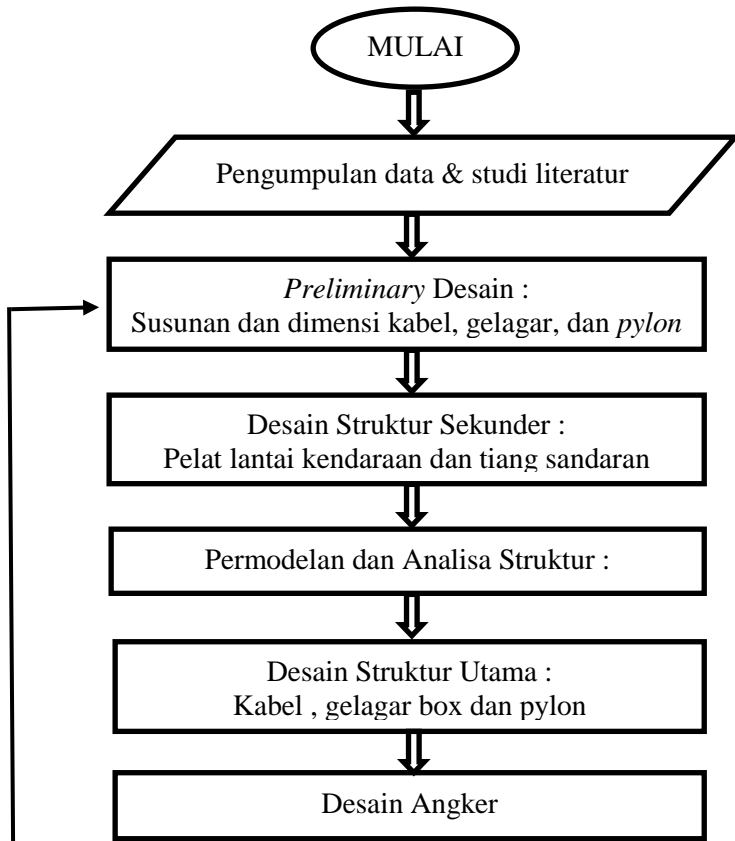 MULAI
Pengumpulan data & studi literatur
Preliminary Desain :
Susunan dan dimensi kabel, gelagar, dan pylon
Desain Struktur Sekunder :
Pelat lantai kendaraan dan tiang sandaran
Permodelan dan Analisa Struktur :
Desain Struktur Utama :
Kabel , gelagar box dan pylon
Desain Angker